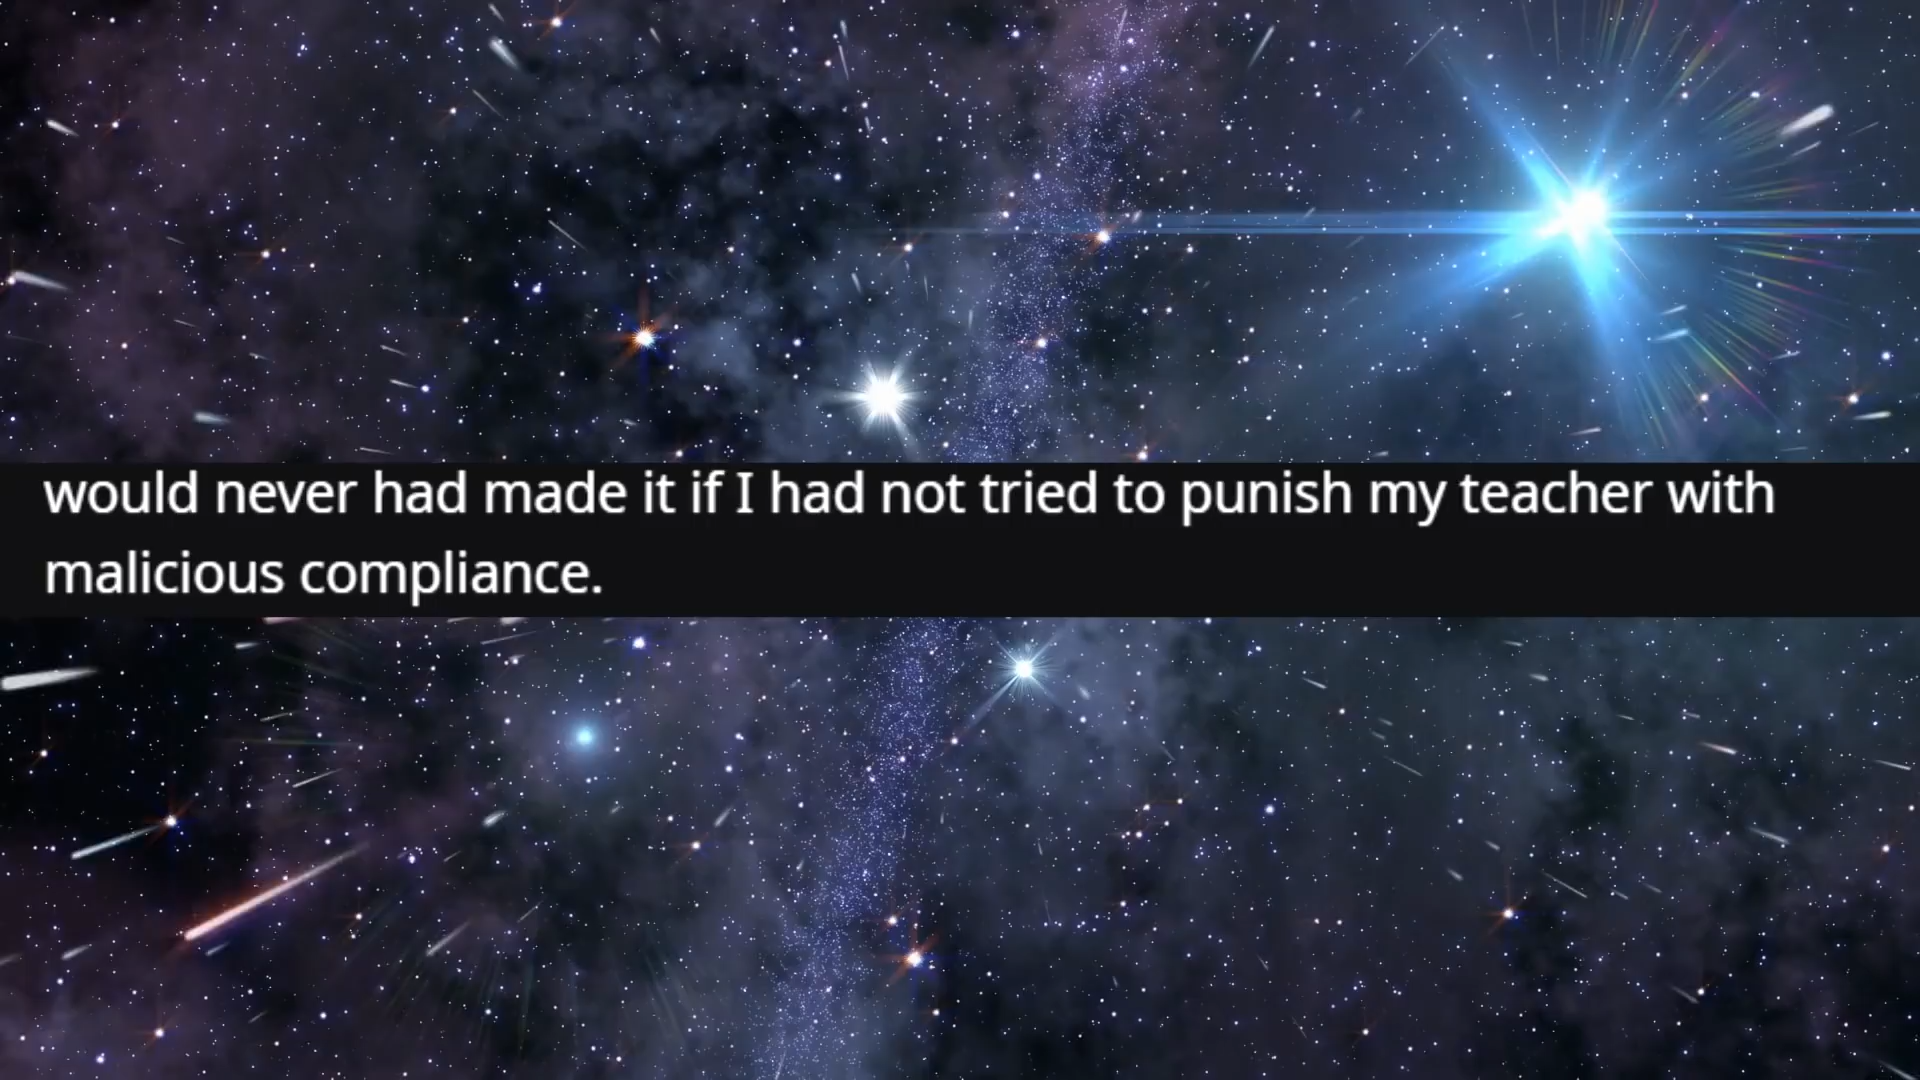 would never had made it if I had not tried to punish my teacher with
malicious compliance.